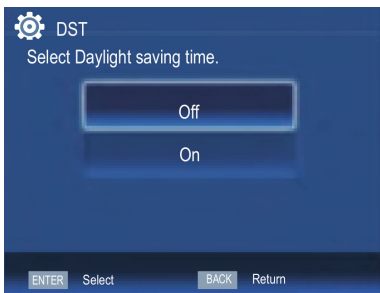 DST
Select Daylight saving time.
Off
On
ENTER Select BACK Return